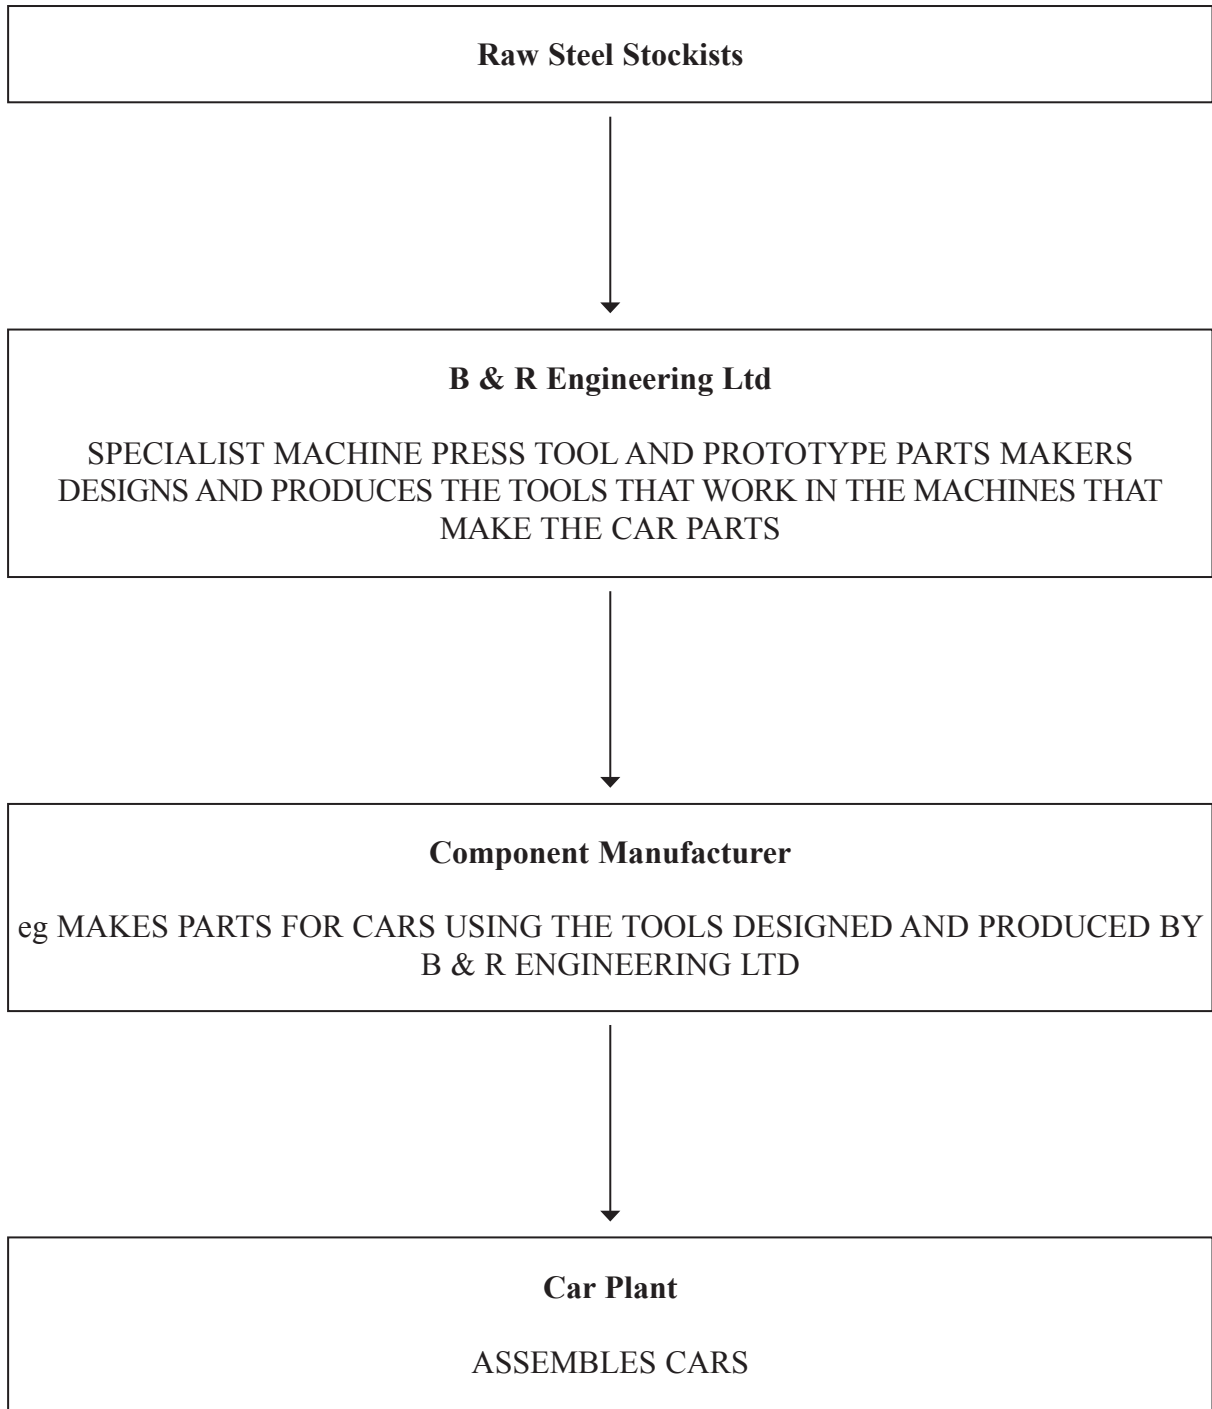 Raw Steel Stockists
B & R Engineering Ltd
SPECIALIST MACHINE PRESS TOOL AND PROTOTYPE PARTS MAKERS
DESIGNS AND PRODUCES THE TOOLS THAT WORK IN THE MACHINES THAT
MAKE THE CAR PARTS
Component Manufacturer
eg MAKES PARTS FOR CARS USING THE TOOLS DESIGNED AND PRODUCED BY
B & R ENGINEERING LTD
Car Plant
ASSEMBLES CARS